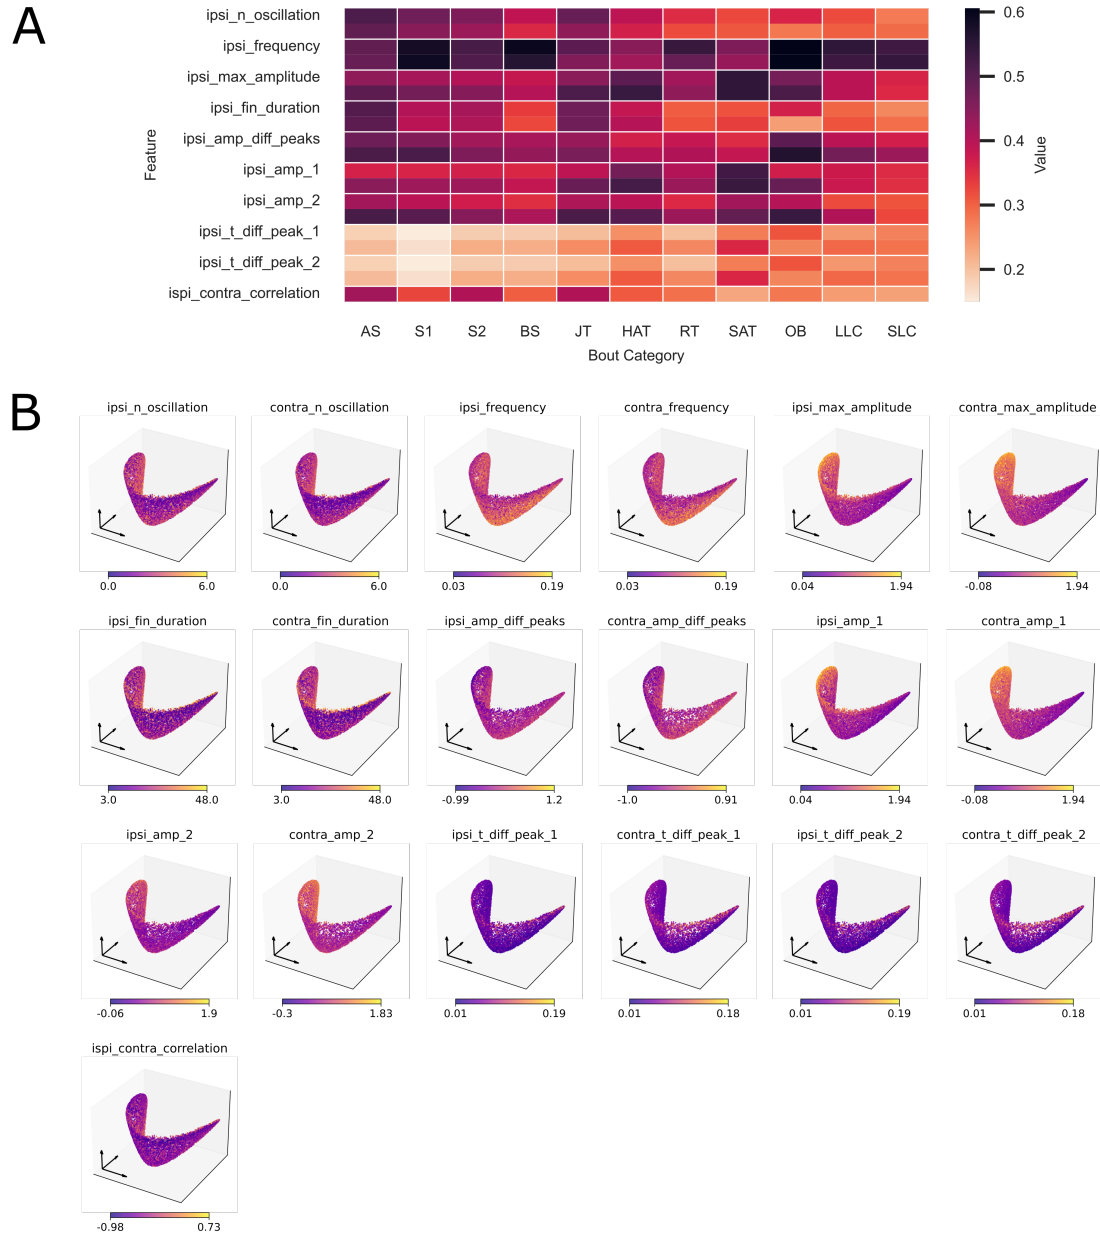 A
ipsi_n_oscillation
ipsi_frequency
ipsi_max_amplitude
ipsi_fin_duration
ipsi_amp_diff_peaks
ipsi_amp_1
ipsi_amp_2
ipsi_t_diff_peak_1
ipsi_t_diff_peak_2
ispi_contra_correlation
Feature
AS S1 S2 BS JT HAT RT SAT OB LLC SLC
Bout Category
0.6
0.5
0.4
0.3
0.2
Value
B
ipsi_n_oscillation contra_n_oscillation ipsi_frequency contra_frequency ipsi_max_amplitude contra_max_amplitude
0.0 6.0 0.0 6.0 0.03 0.19 0.03 0.19 0.04 1.94 -0.08 1.94
ipsi_fin_duration contra_fin_duration ipsi_amp_diff_peaks contra_amp_diff_peaks ipsi_amp_1 contra_amp_1
3.0 48.0 3.0 48.0 -0.99 1.2 -1.0 0.91 0.04 1.94 -0.08 1.94
ipsi_amp_2 contra_amp_2 ipsi_t_diff_peak_1 contra_t_diff_peak_1 ipsi_t_diff_peak_2 contra_t_diff_peak_2
-0.06 1.9 -0.3 1.83 0.01 0.19 0.01 0.18 0.01 0.19 0.01 0.18
ispi_contra_correlation
-0.98 0.73